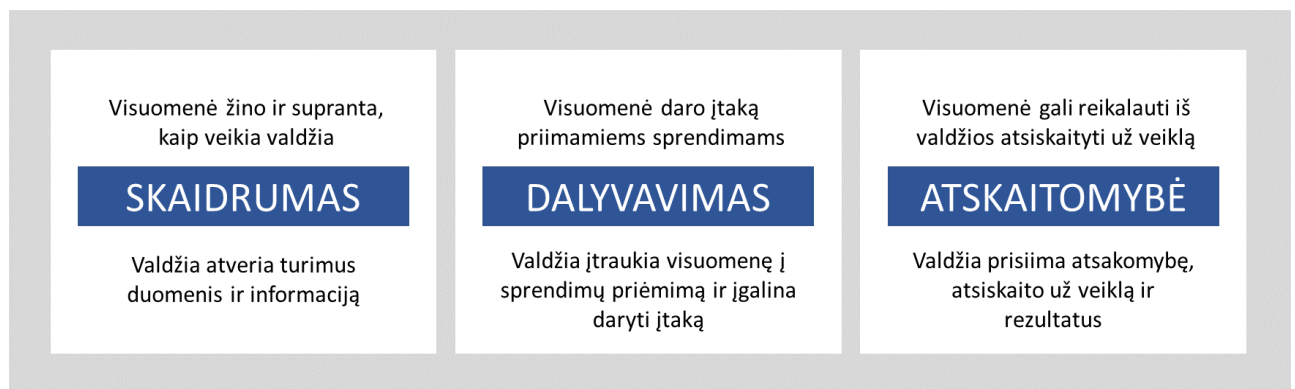 Visuomenė žino ir supranta,
kaip veikia valdžia
SKAIDRUMAS
Valdžia atveria turimus
duomenis ir informaciją
Visuomenė daro įtaką
priimamiems sprendimams
DALYVAVIMAS
Valdžia įtraukia visuomenę į
sprendimų priėmimą ir įgalina
daryti įtaką
Visuomenė gali reikalauti iš
valdžios atsiskaityti už veiklą
ATSKAITOMYBĖ
Valdžia prisiima atsakomybę,
atsiskaito už veiklą ir
rezultatus